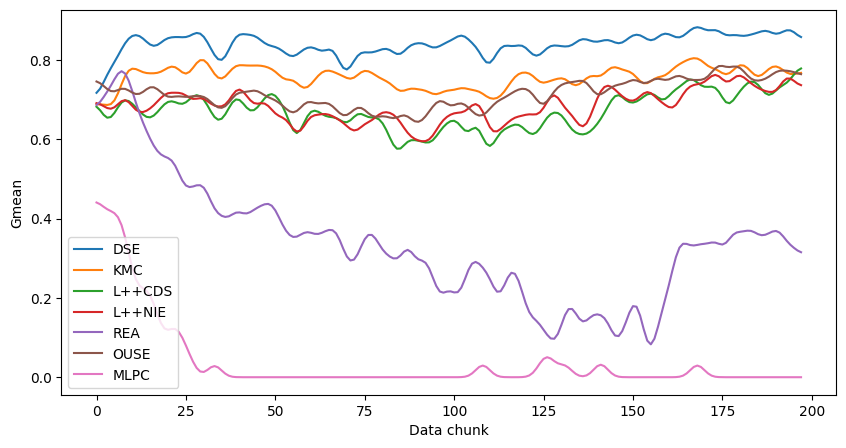 Gmean
0.8
0.6
0.4
0.2
0.0
DSE
KMC
L++CDS
L++NIE
REA
OUSE
MLPC
0 25 50 75 100 125 150 175 200
Data chunk